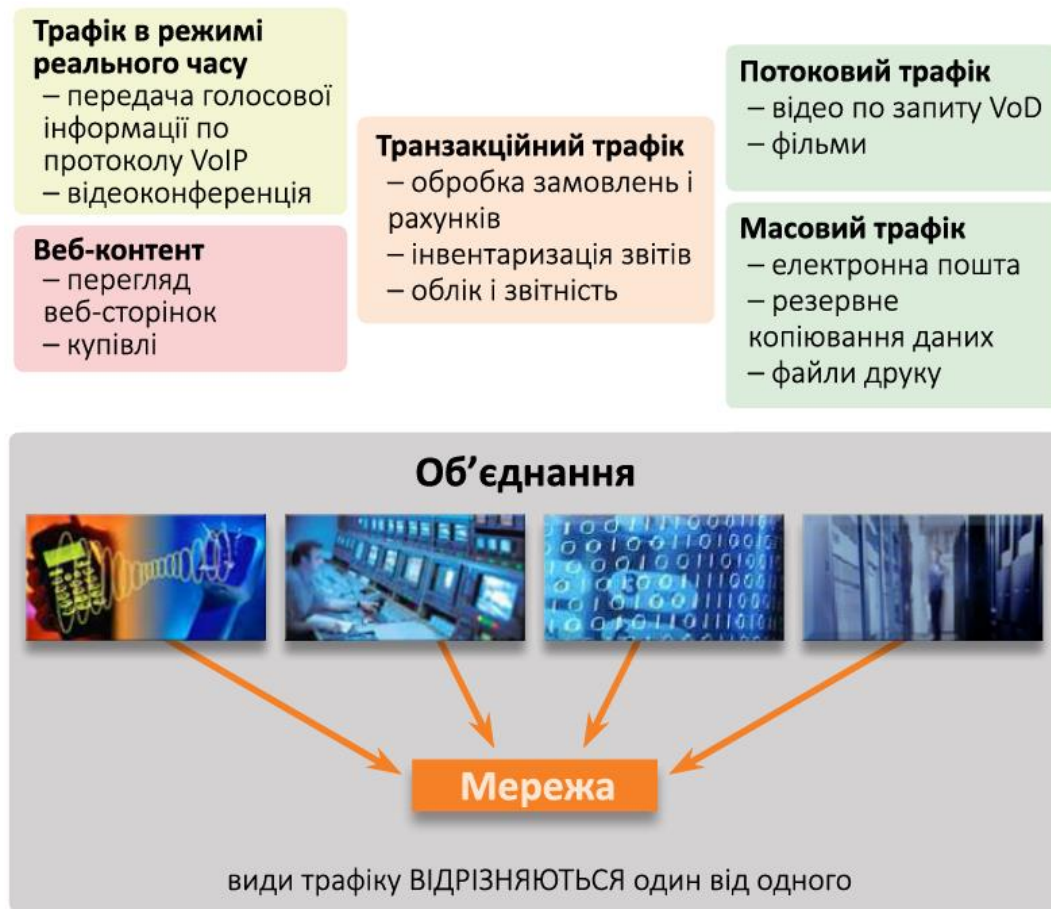 Трафік в режимі
реального часу
– передача голосової
інформації по
протоколу VoIP
– відеоконференція
Веб-контент
– перегляд
веб-сторінок
– купівлі
Транзакційний трафік
– обробка замовлень і
рахунків
– інвентаризація звітів
– облік і звітність
Потоковий трафік
– відео по запиту VoD
– фільми
Масовий трафік
– електронна пошта
– резервне
копіювання даних
– файли друку
Об’єднання
Мережа
види трафіку ВІДРІЗНЯЮТЬСЯ один від одного